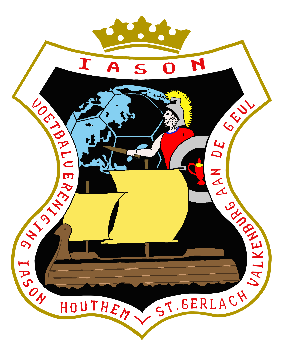 IASON
VOETBALVERENIGING IASON HOUTHEM
ST.GERLACH VALKENBURG AAN DE GEUL